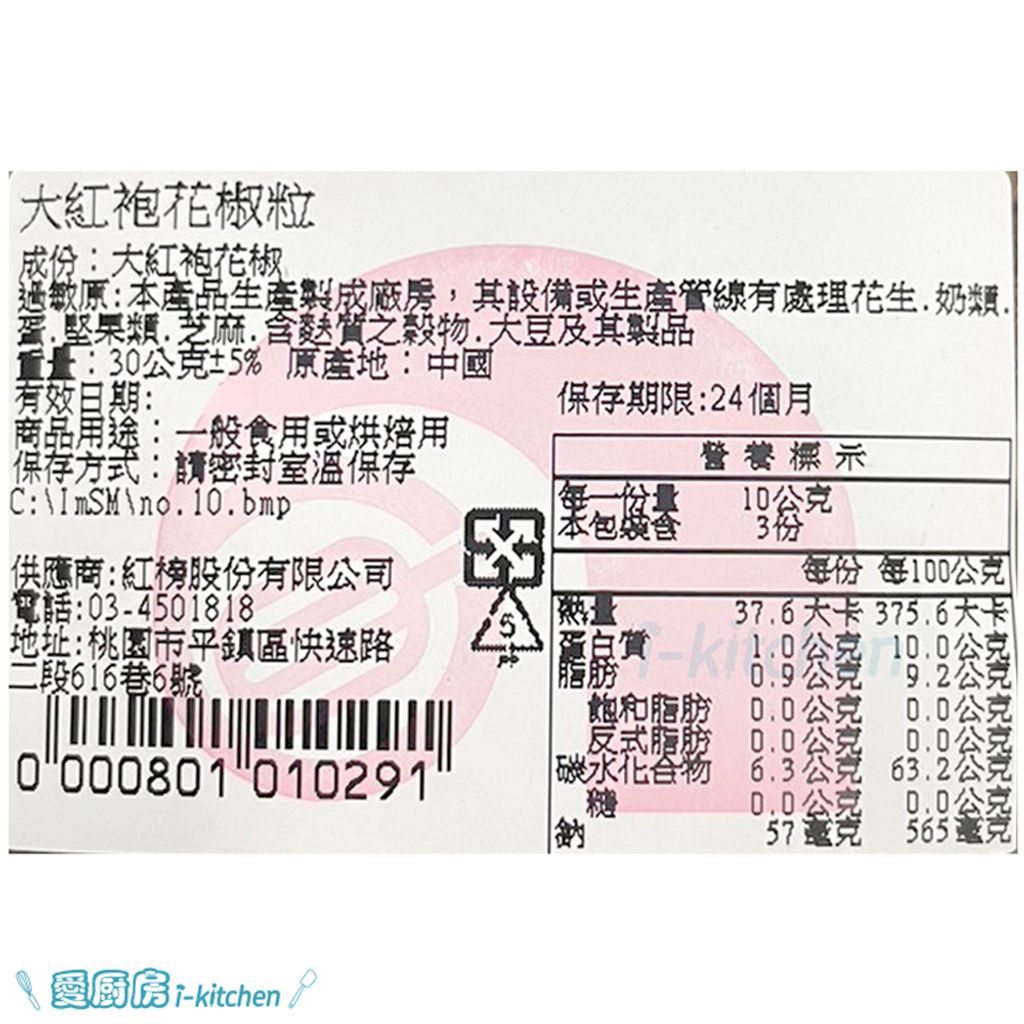 大紅袍花椒粒
成份：大紅袍花椒
過敏原:本產品生產製成廠房，其設備或生產管線有處理花生.奶類.
蛋.堅果類.芝麻.含麩質之穀物.大豆及其製品
重量：30公克±5% 原產地：中國
有效日期:
保存期限:24個月
商品用途：一般食用或烘焙用
保存方式：請密封室溫保存
C:\ImSM\no.10.bmp
供應商:紅榜股份有限公司
電話:03-4501818
地址:桃園市平鎮區快速路
二段616巷6號
0 000801 010291
5
PP
營養標示
每一份量 10公克
本包裝含 3份
每份 每100公克
熱量 37.6大卡 375.6大卡
蛋白質 1.0公克 10.0公克
脂肪 0.9公克 9.2公克
飽和脂肪 0.0公克 0.0公克
反式脂肪 0.0公克 0.0公克
碳水化合物 6.3公克 63.2公克
糖 0.0公克 0.0公克
鈉 57毫克 565毫克
i-kitchen
愛廚房 i-kitchen